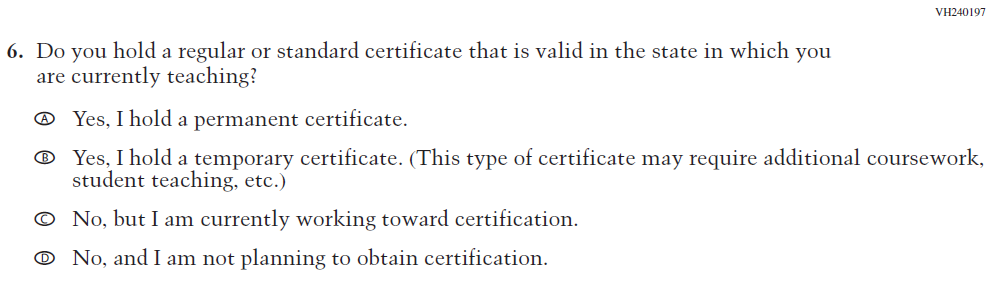 VH240197
6. Do you hold a regular or standard certificate that is valid in the state in which you
are currently teaching?
A Yes, I hold a permanent certificate.
B Yes, I hold a temporary certificate. (This type of certificate may require additional coursework,
student teaching, etc.)
C No, but I am currently working toward certification.
D No, and I am not planning to obtain certification.